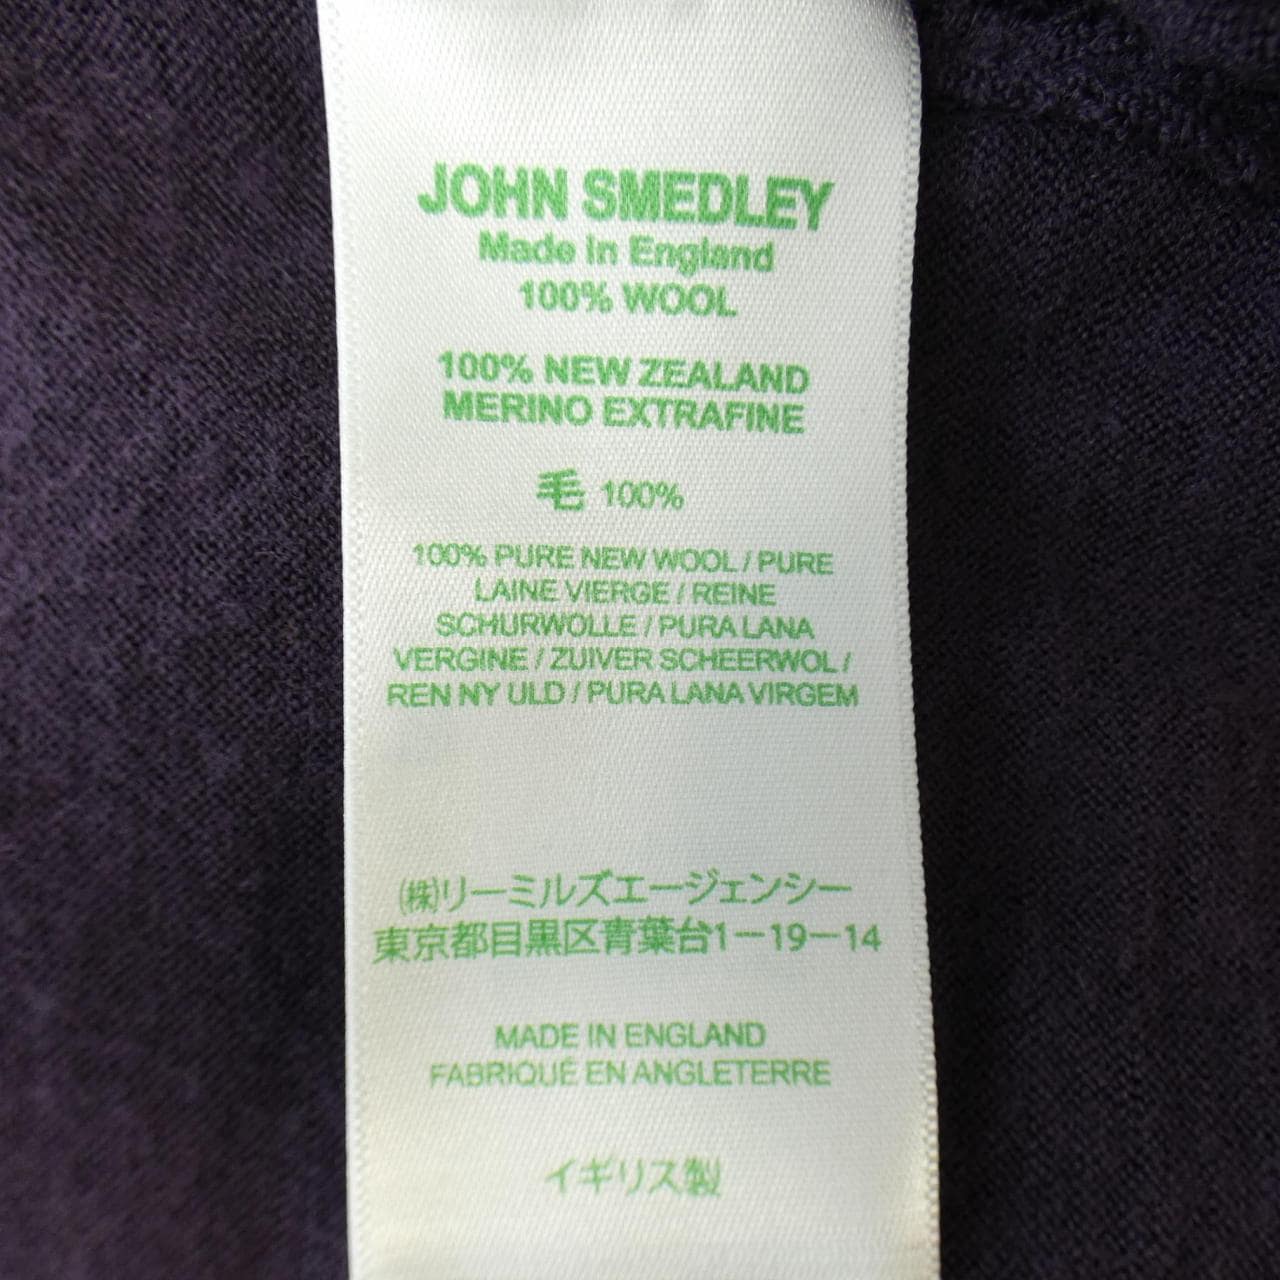 JOHN SMEDLEY
Made In England
100% WOOL
100% NEW ZEALAND
MERINO EXTRAFINE
毛 100%
100% PURE NEW WOOL / PURE
LAINE VIERGE / REINE
SCHURWOLLE / PURA LANA
VERGINE / ZUIVER SCHEERWOL /
REN NY ULD / PURA LANA VIRGEM
㈱リーミルズエージェンシー
東京都目黒区青葉台1−19−14
MADE IN ENGLAND
FABRIQUÉ EN ANGLETERRE
イギリス製